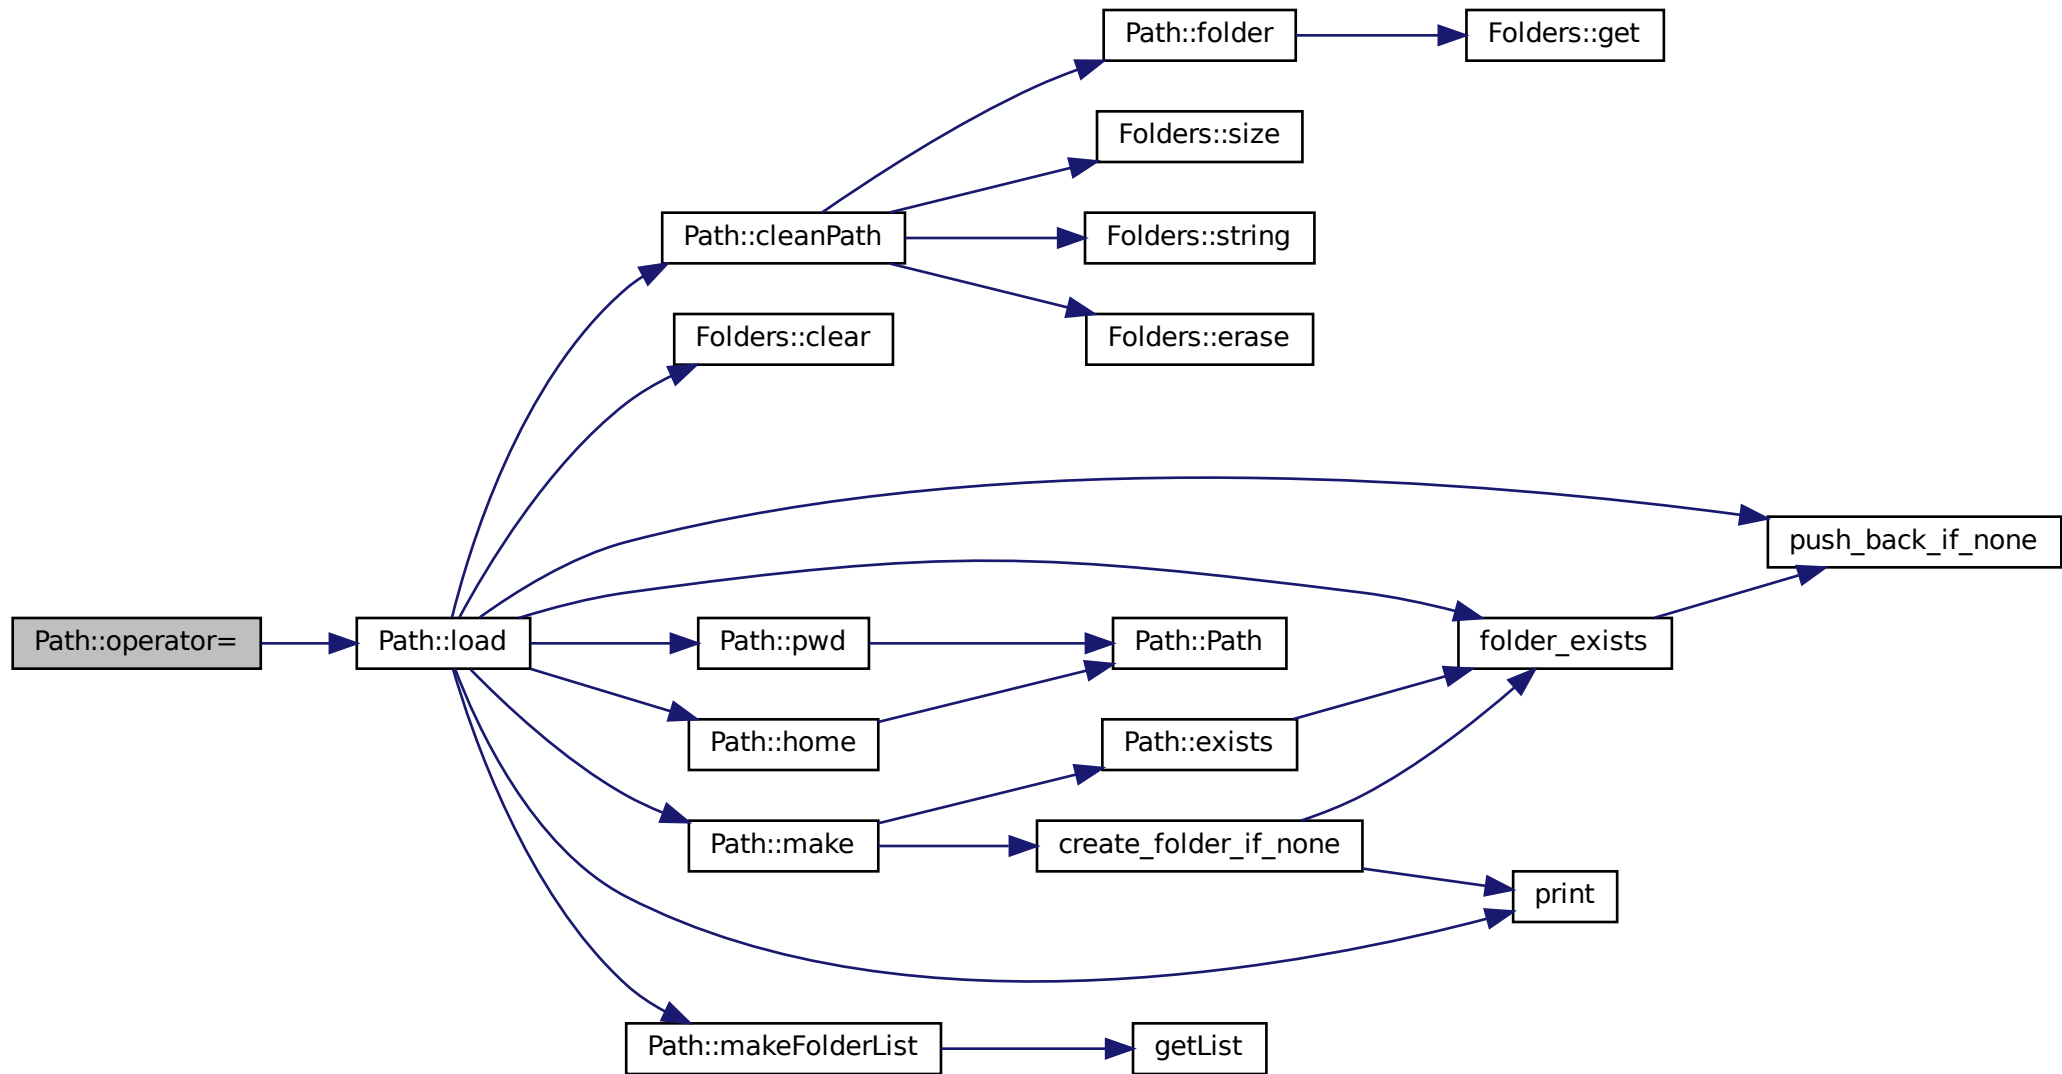 Path::folder
Folders::get
Folders::size
Path::cleanPath
Folders::string
Folders::clear
Folders::erase
push_back_if_none
Path::operator=
Path::load
Path::pwd
Path::Path
folder_exists
Path::home
Path::exists
Path::make
create_folder_if_none
print
Path::makeFolderList
getList